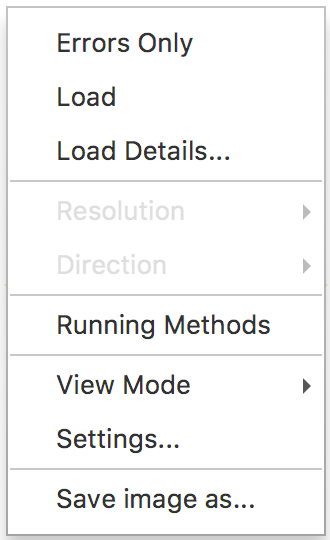 Errors Only
Load
Load Details...
Resolution
Direction
Running Methods
View Mode
Settings...
Save image as...